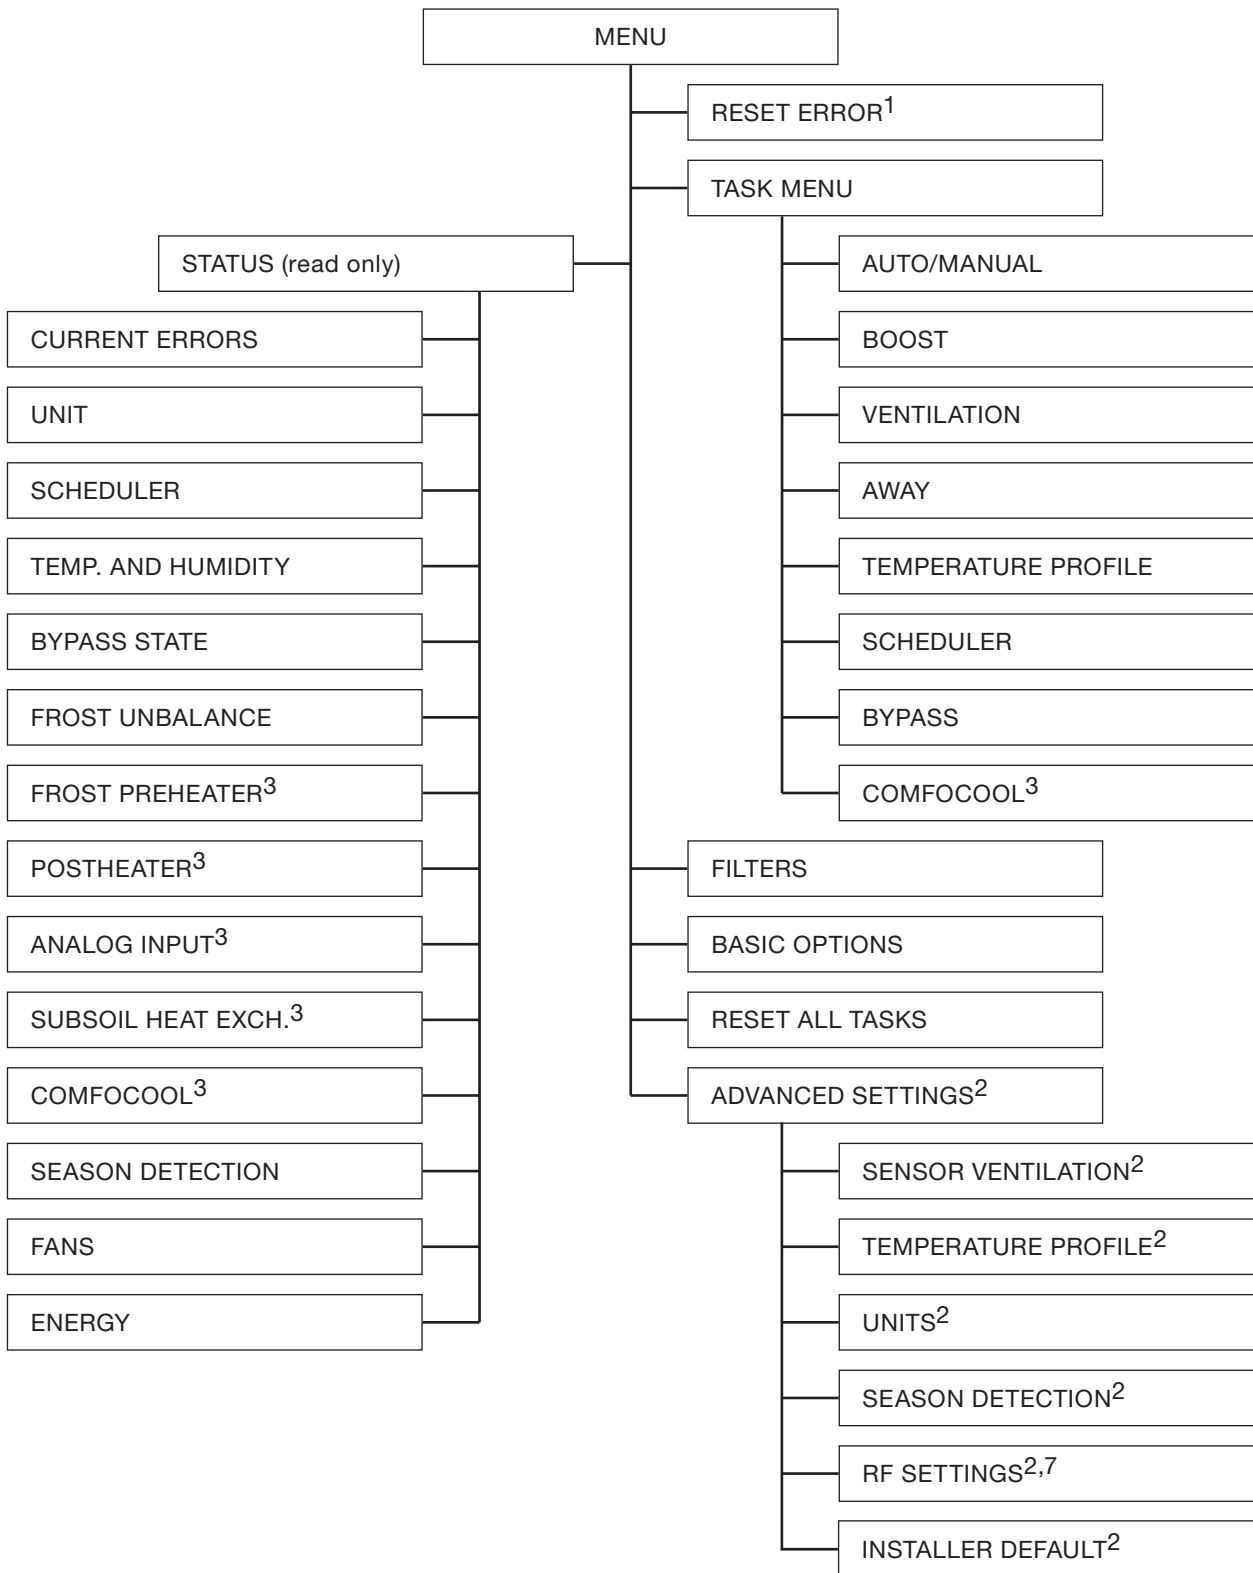 MENU
RESET ERROR1
TASK MENU
AUTO/MANUAL
BOOST
VENTILATION
AWAY
TEMPERATURE PROFILE
SCHEDULER
BYPASS
COMFOCOOL3
STATUS (read only)
CURRENT ERRORS
UNIT
SCHEDULER
TEMP. AND HUMIDITY
BYPASS STATE
FROST UNBALANCE
FROST PREHEATER3
POSTHEATER3
ANALOG INPUT3
SUBSOIL HEAT EXCH.3
COMFOCOOL3
SEASON DETECTION
FANS
ENERGY
FILTERS
BASIC OPTIONS
RESET ALL TASKS
ADVANCED SETTINGS2
SENSOR VENTILATION2
TEMPERATURE PROFILE2
UNITS2
SEASON DETECTION2
RF SETTINGS2,7
INSTALLER DEFAULT2